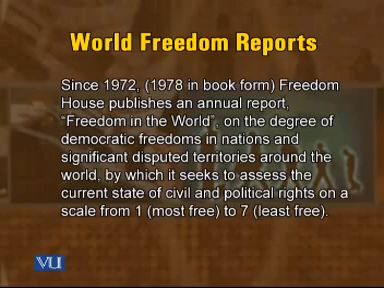 World Freedom Reports
Since 1972, (1978 in book form) Freedom
House publishes an annual report,
“Freedom in the World”, on the degree of
democratic freedoms in nations and
significant disputed territories around the
world, by which it seeks to assess the
current state of civil and political rights on a
scale from 1 (most free) to 7 (least free).
VU